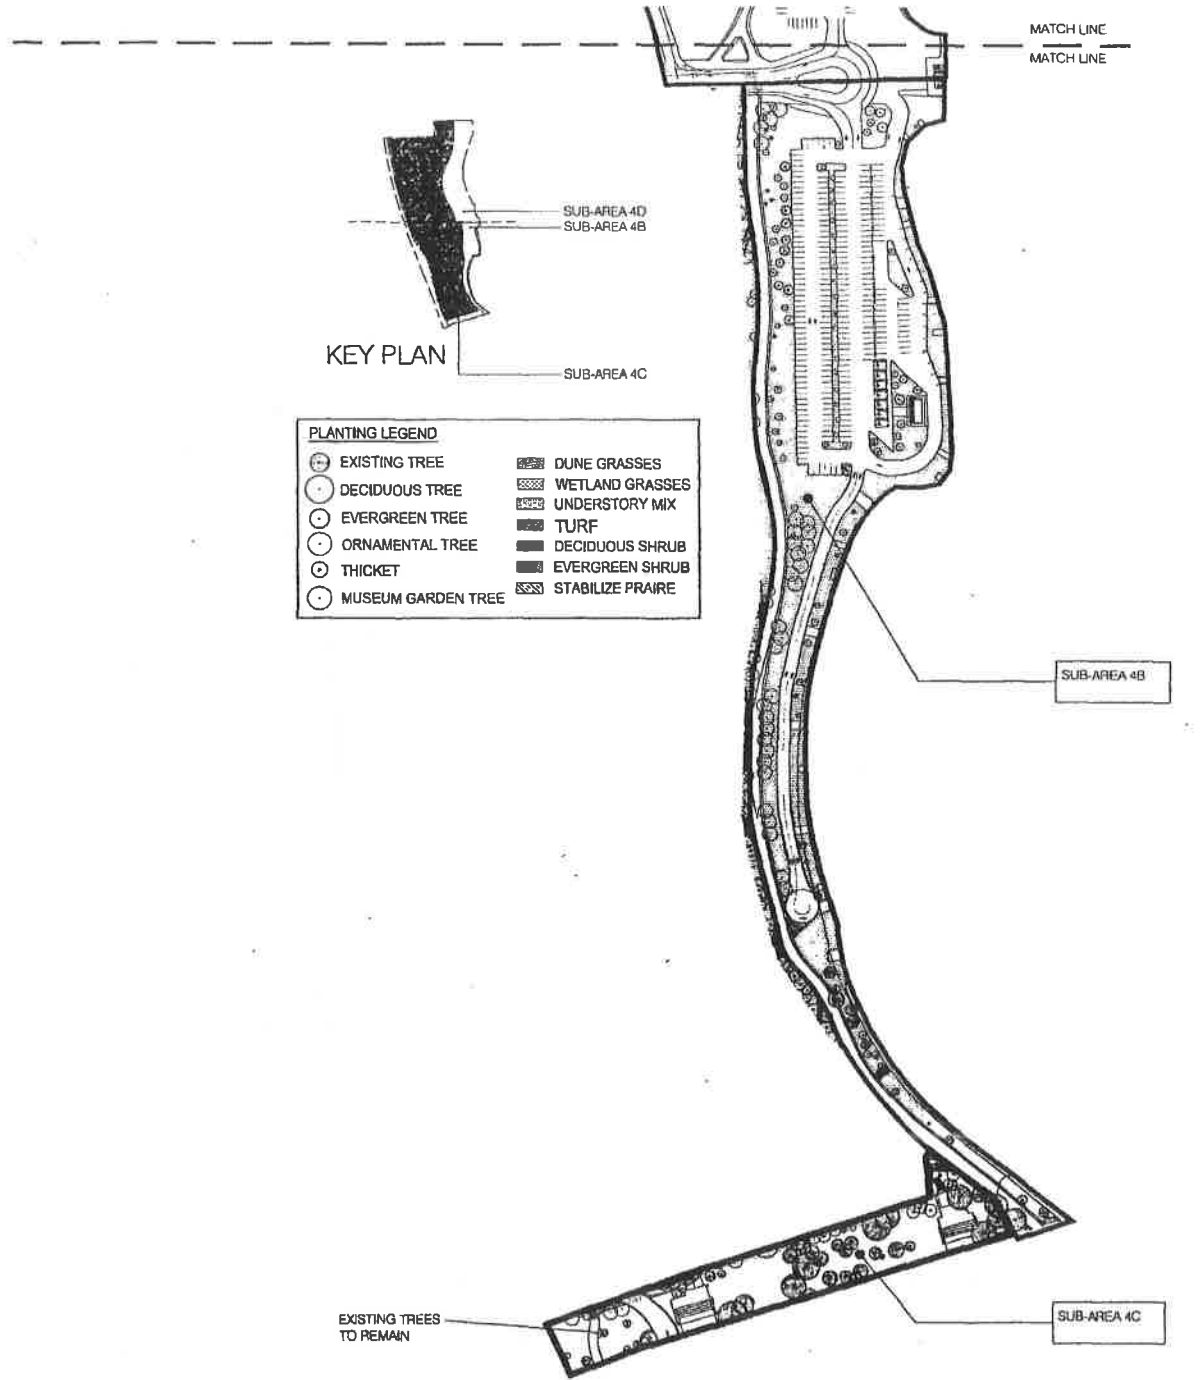 MATCH LINE
MATCH LINE
SUB-AREA 4D
SUB-AREA 4B
KEY PLAN
SUB-AREA 4C
PLANTING LEGEND
EXISTING TREE
DECIDUOUS TREE
EVERGREEN TREE
ORNAMENTAL TREE
THICKET
MUSEUM GARDEN TREE
DUNE GRASSES
WETLAND GRASSES
UNDERSTORY MIX
TURF
DECIDUOUS SHRUB
EVERGREEN SHRUB
STABILIZE PRAIRE
SUB-AREA 4B
EXISTING TREES
TO REMAIN
SUB-AREA 4C